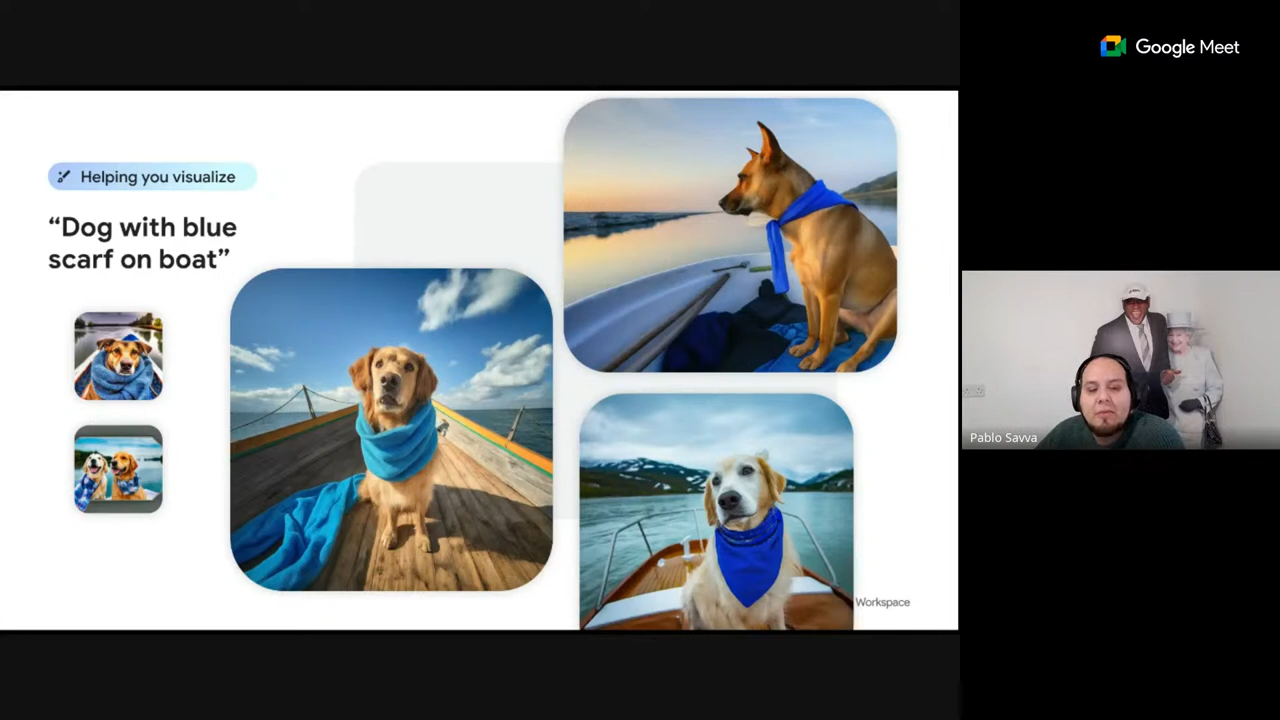 Google Meet
Helping you visualize
“Dog with blue
scarf on boat”
Workspace
Pablo Savva